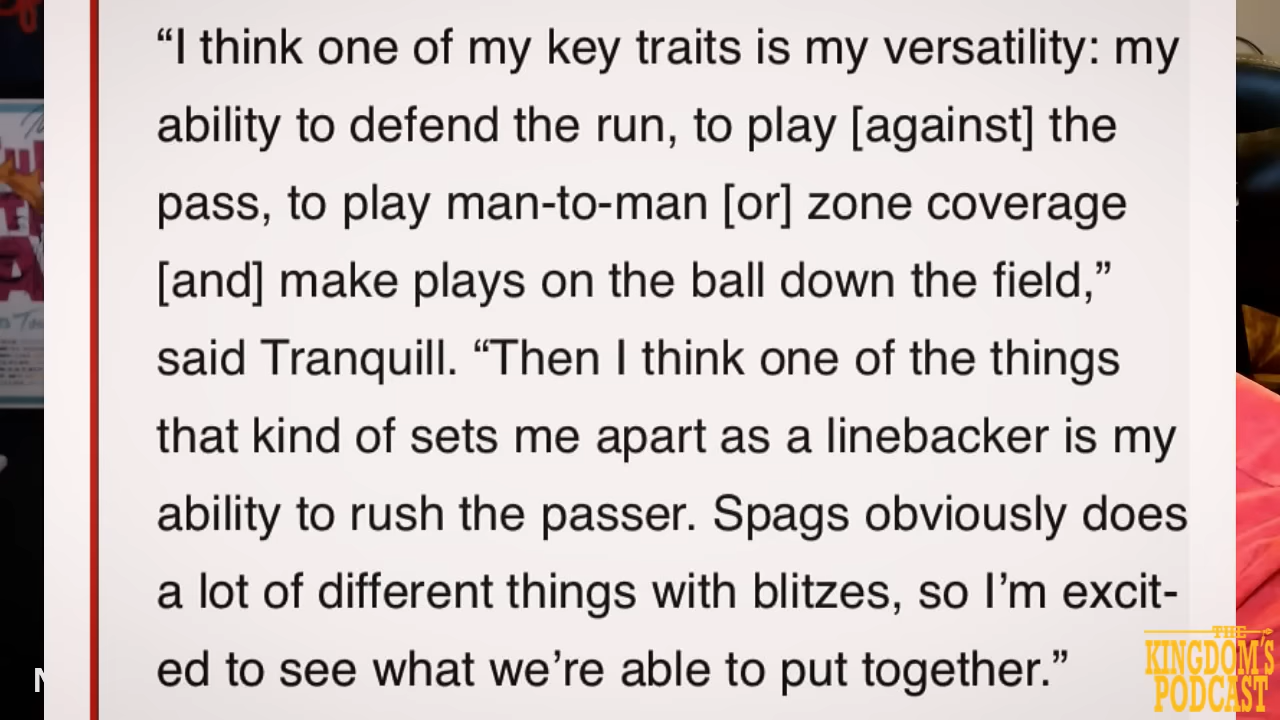 “I think one of my key traits is my versatility: my
ability to defend the run, to play [against] the
pass, to play man-to-man [or] zone coverage
[and] make plays on the ball down the field,”
said Tranquill. “Then I think one of the things
that kind of sets me apart as a linebacker is my
ability to rush the passer. Spags obviously does
a lot of different things with blitzes, so I’m excit-
ed to see what we’re able to put together.”
THE
KINGDOM'S
PODCAST